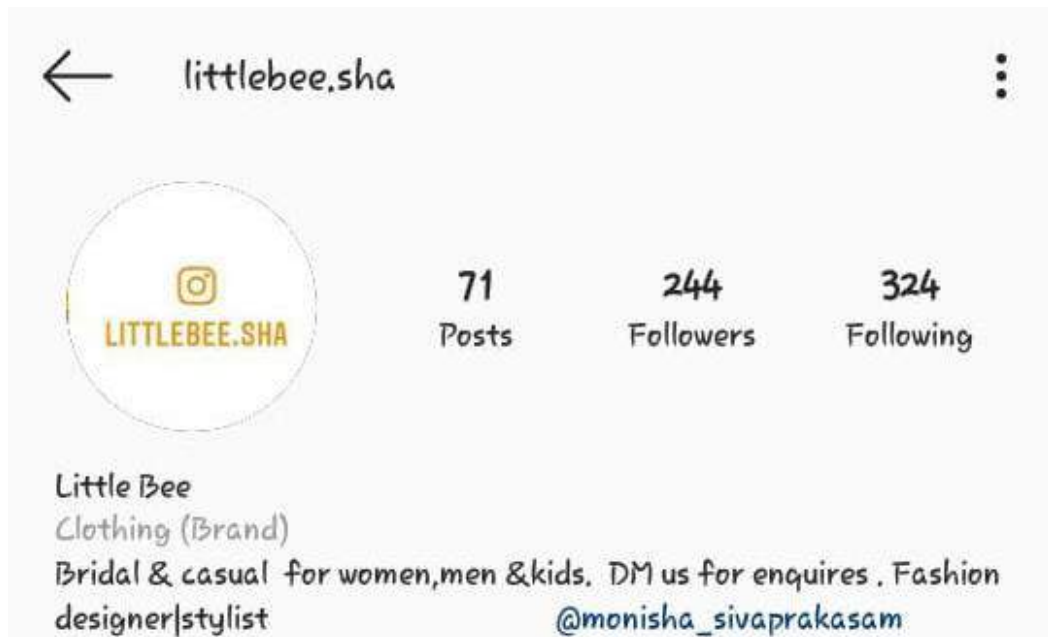 littlebee.sha
LITTLEBEE.SHA
71 244 324
Posts Followers Following
Little Bee
Clothing (Brand)
Bridal & casual for women,men &kids. DM us for enquires . Fashion
designer|stylist @monisha_sivaprakasam